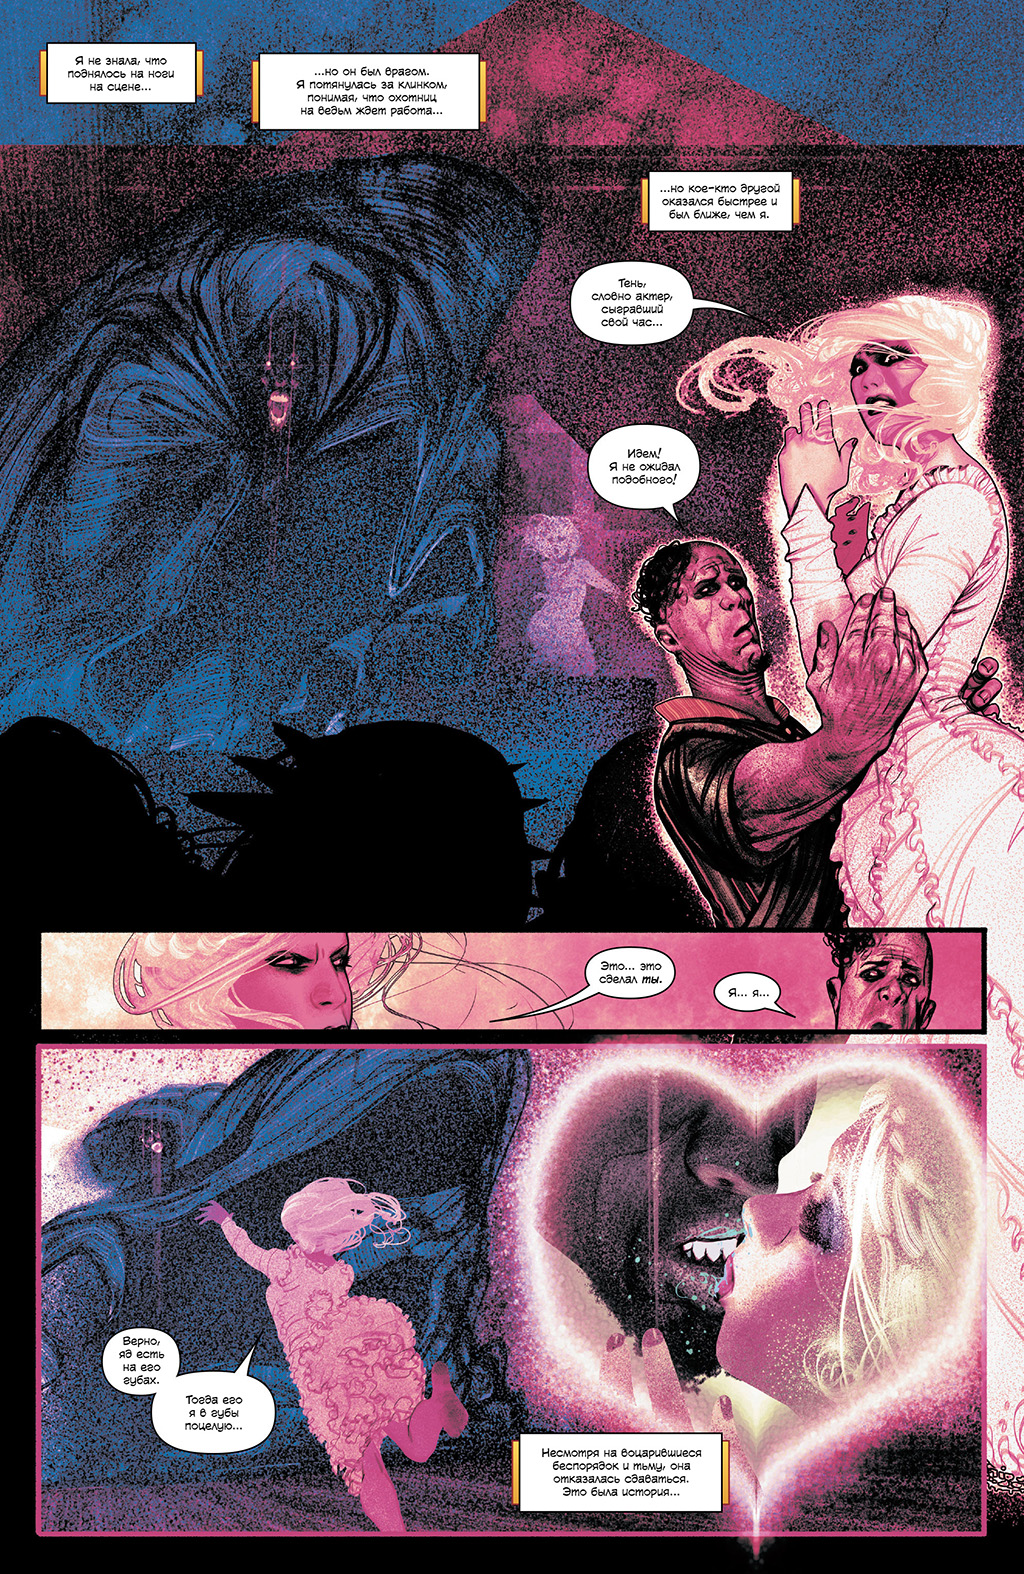 Я не знала, что
поднялось на ноги
на сцене...
...но он был врагом.
Я потянулась за клинком,
понимая, что охотниц
на ведьм ждет работа...
...но кое-кто другой
оказался быстрее и
был ближе, чем я.
Тень,
словно актер,
сыгравший
свой час...
Идем!
Я не ожидал
подобного!
Это... это
сделал ты.
Я... я...
Верно,
яд есть
на его
губах.
Тогда его
я в губы
поцелую...
Несмотря на воцарившиеся
беспорядок и тьму, она
отказалась сдаваться.
Это была история...